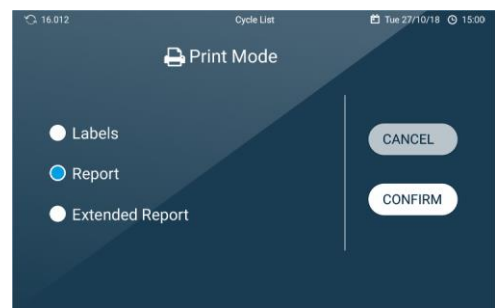 16.012 Cycle List Tue 27/10/18 15:00
Print Mode
Labels
Report
Extended Report
CANCEL
CONFIRM